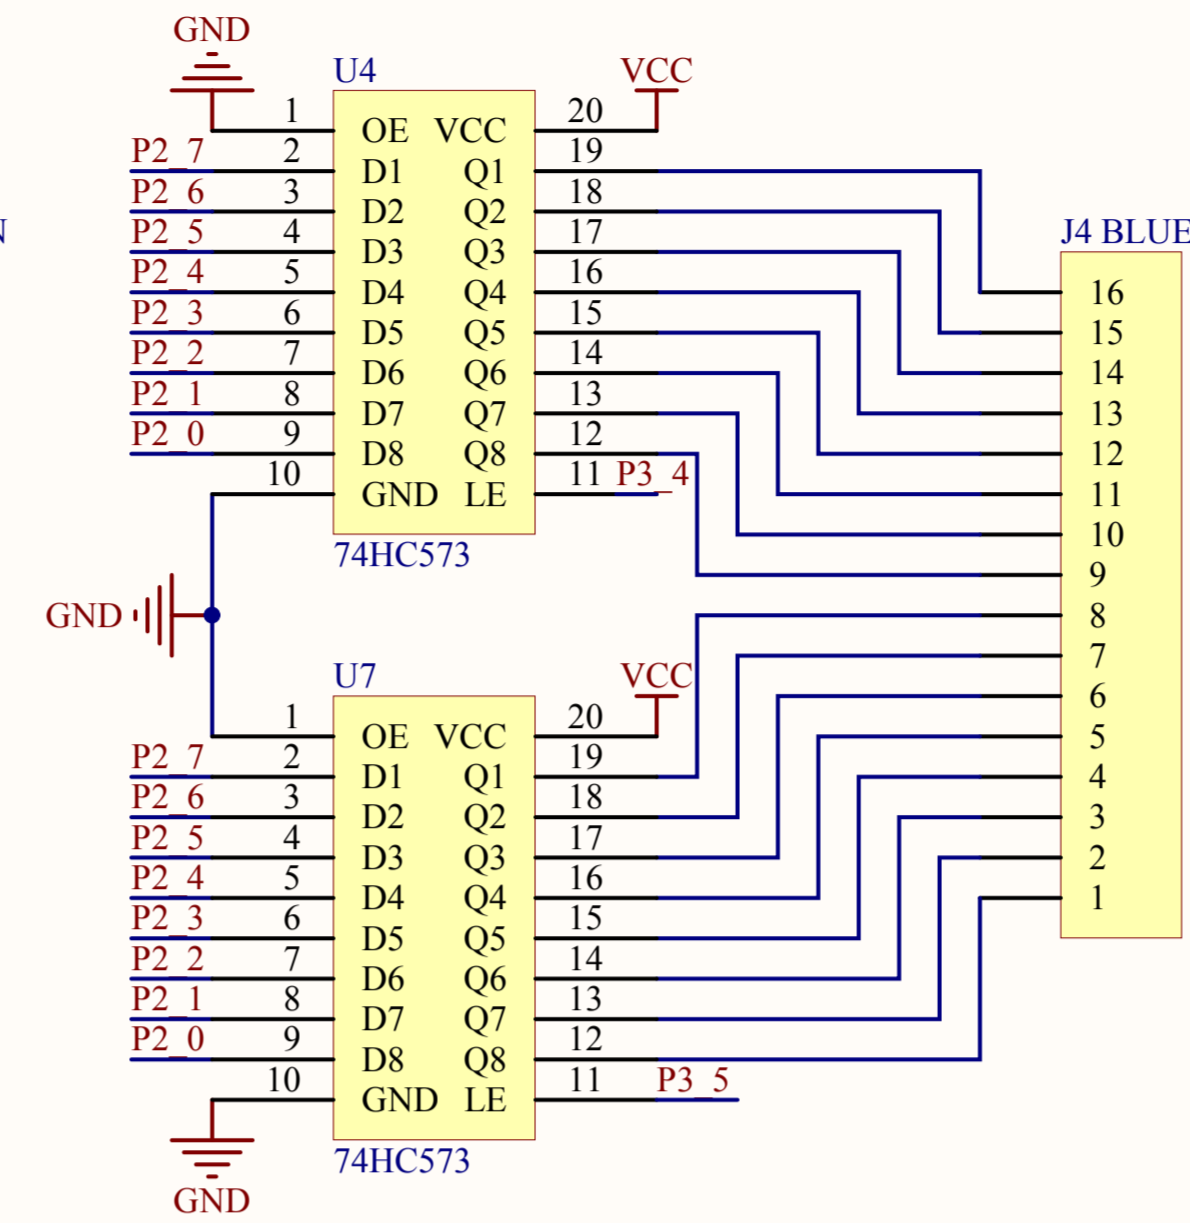 GND
U4
VCC
1 OE VCC 20
P2_7 2 D1 Q1 19
P2_6 3 D2 Q2 18
N
P2_5 4 D3 Q3 17
J4 BLUE
P2_4 5 D4 Q4 16
16
P2_3 6 D5 Q5 15
15
P2_2 7 D6 Q6 14
14
P2_1 8 D7 Q7 13
13
P2_0 9 D8 Q8 12
12
10 GND LE 11 P3_4
11
10
74HC573
9
GND
8
7
U7
VCC
6
1 OE VCC 20
5
P2_7 2 D1 Q1 19
4
P2_6 3 D2 Q2 18
3
P2_5 4 D3 Q3 17
2
P2_4 5 D4 Q4 16
1
P2_3 6 D5 Q5 15
P2_2 7 D6 Q6 14
P2_1 8 D7 Q7 13
P2_0 9 D8 Q8 12
10 GND LE 11 P3_5
74HC573
GND